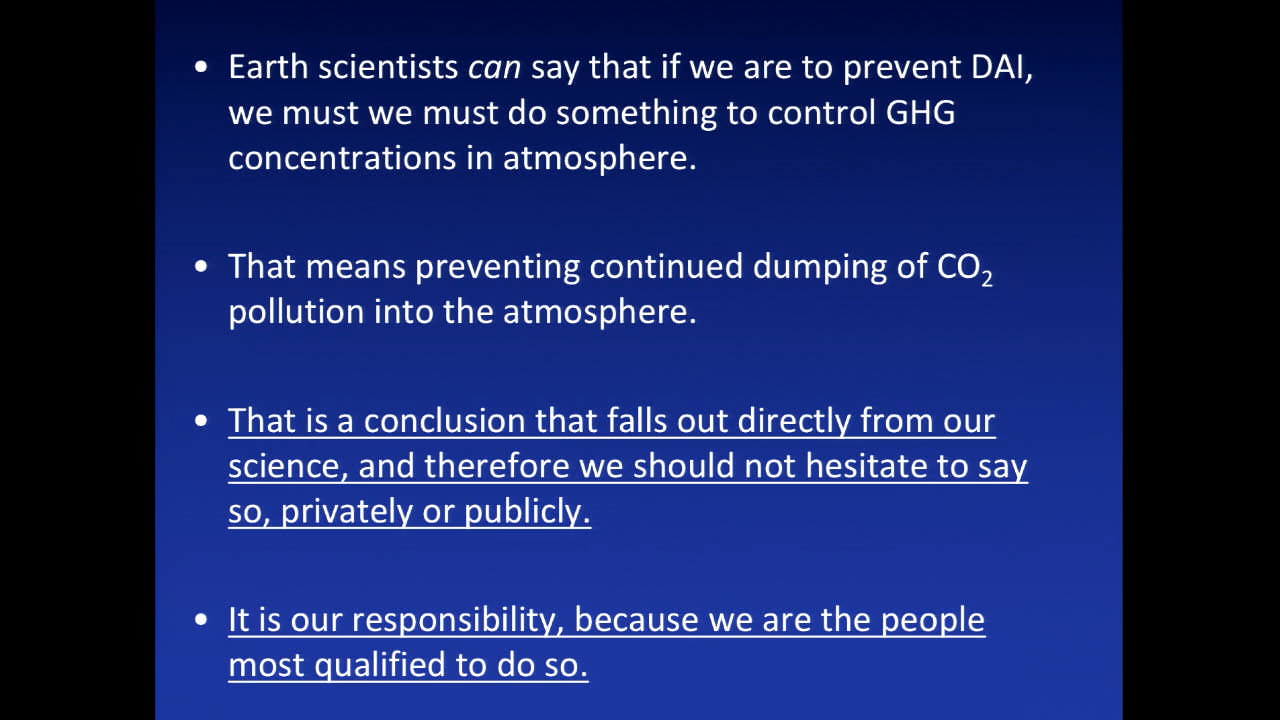 • Earth scientists can say that if we are to prevent DAI,
we must we must do something to control GHG
concentrations in atmosphere.
• That means preventing continued dumping of CO₂
pollution into the atmosphere.
• That is a conclusion that falls out directly from our
science, and therefore we should not hesitate to say
so, privately or publicly.
• It is our responsibility, because we are the people
most qualified to do so.